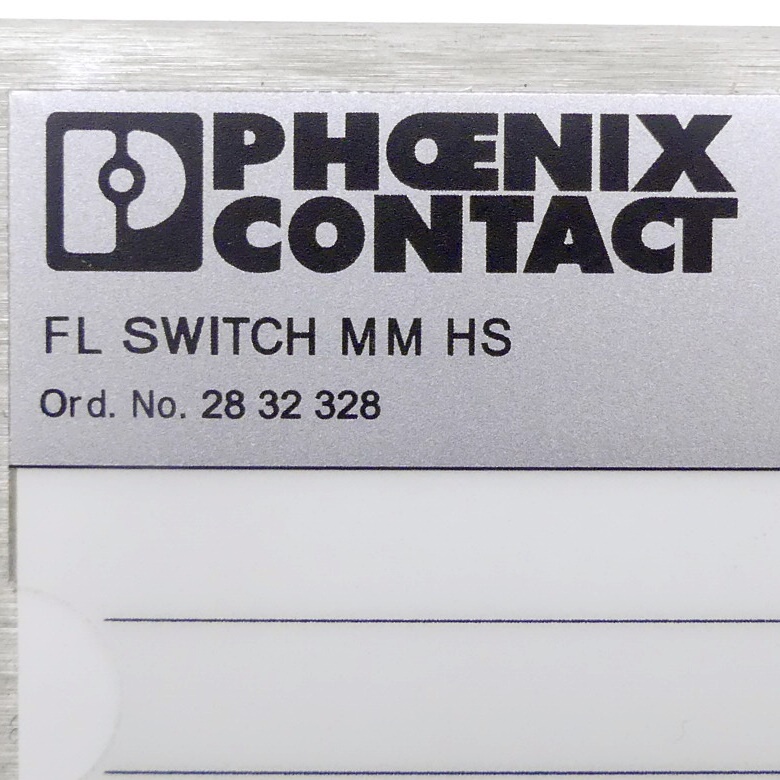 PHŒNIX
CONTACT
FL SWITCH MM HS
Ord. No. 28 32 328